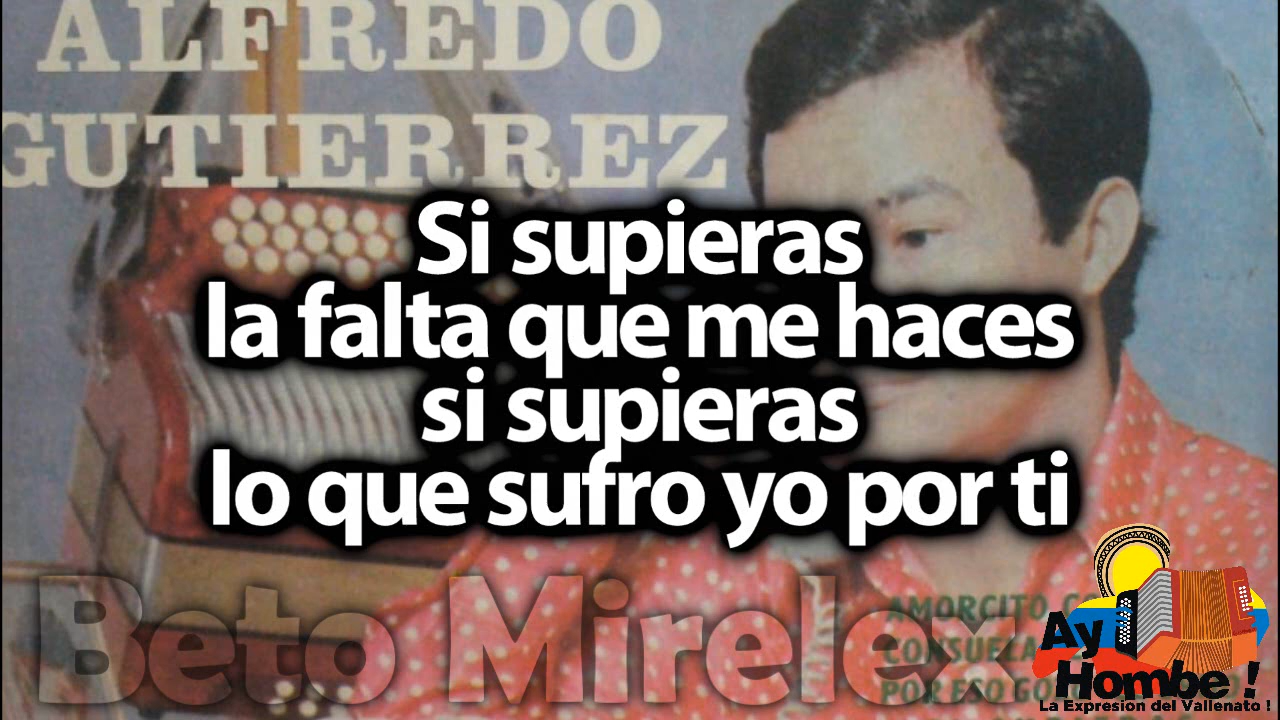 ALFREDO
GUTIERREZ
Si supieras
la falta que me haces
si supieras
lo que sufro yo por ti
Beto Mirelex
AMORCITO
POR ESO
Ay
Hombe !
La Expresion del Vallenato !